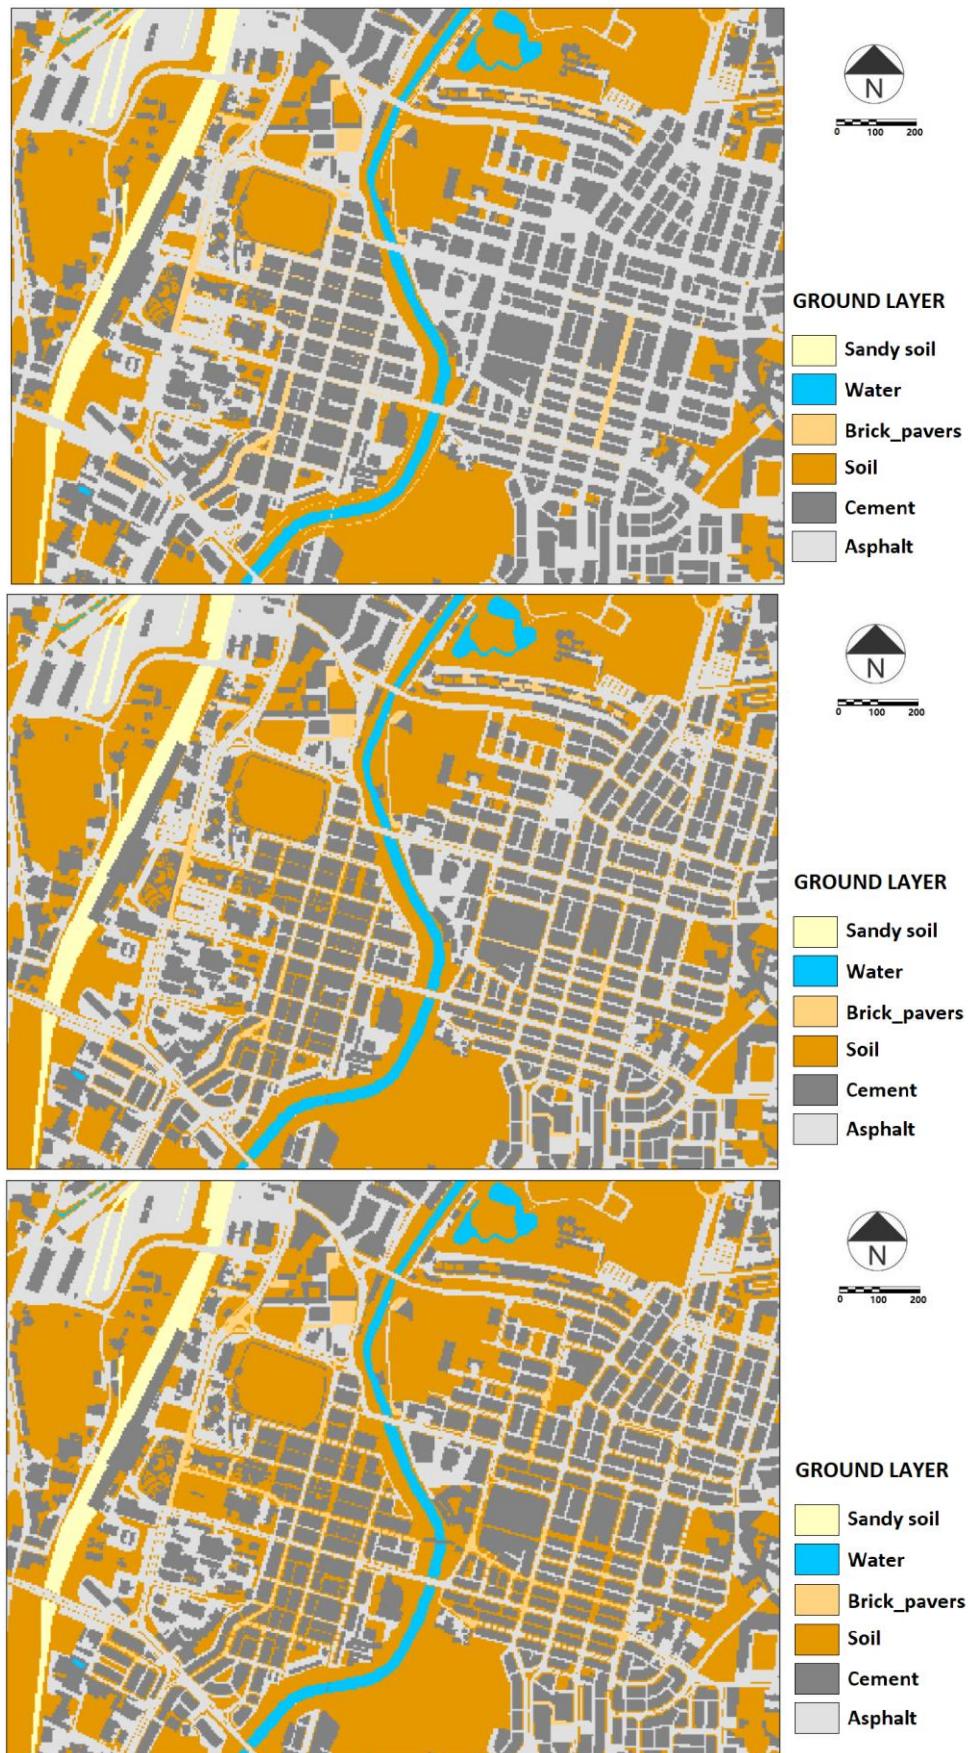 N
0 100 200
GROUND LAYER
Sandy soil
Water
Brick_pavers
Soil
Cement
Asphalt
N
0 100 200
GROUND LAYER
Sandy soil
Water
Brick_pavers
Soil
Cement
Asphalt
N
0 100 200
GROUND LAYER
Sandy soil
Water
Brick_pavers
Soil
Cement
Asphalt